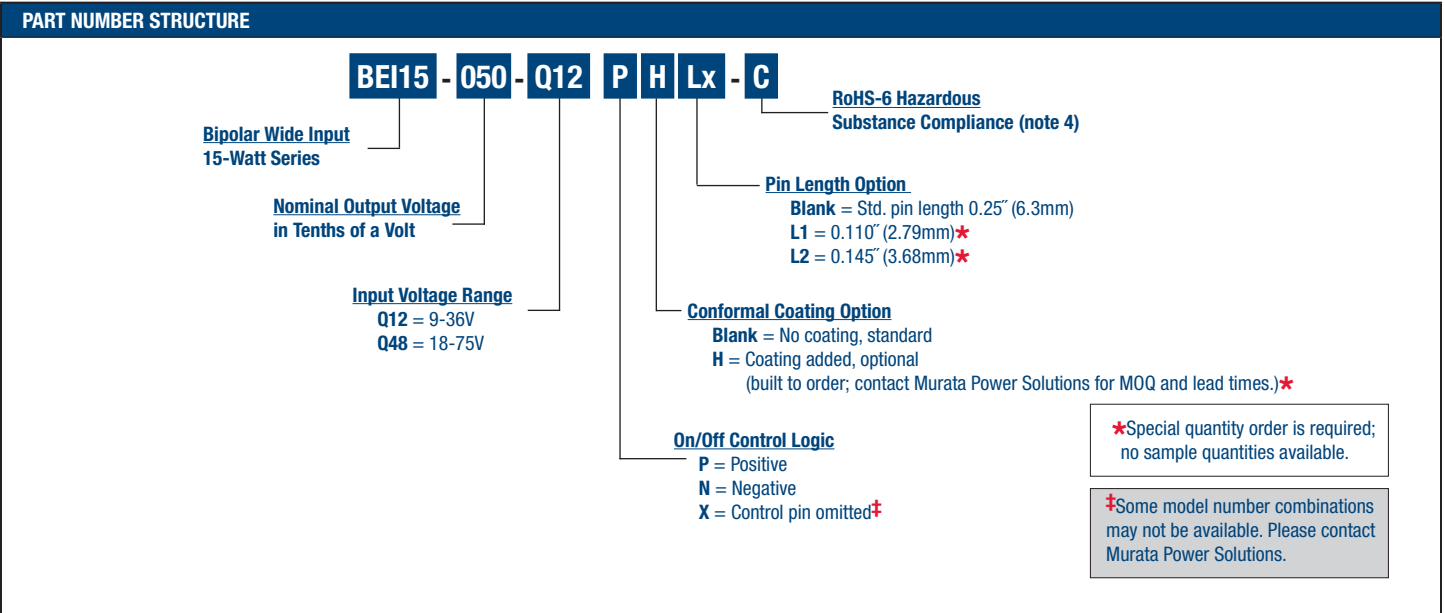 PART NUMBER STRUCTURE
BEI15 - 050 - Q12 P H Lx - C
RoHS-6 Hazardous
Substance Compliance (note 4)
Bipolar Wide Input
15-Watt Series
Pin Length Option
Blank = Std. pin length 0.25˝ (6.3mm)
L1 = 0.110˝ (2.79mm)*
L2 = 0.145˝ (3.68mm)*
Nominal Output Voltage
in Tenths of a Volt
Input Voltage Range
Q12 = 9-36V
Q48 = 18-75V
Conformal Coating Option
Blank = No coating, standard
H = Coating added, optional
(built to order; contact Murata Power Solutions for MOQ and lead times.)*
On/Off Control Logic
P = Positive
N = Negative
X = Control pin omitted‡
*Special quantity order is required;
no sample quantities available.
‡Some model number combinations
may not be available. Please contact
Murata Power Solutions.